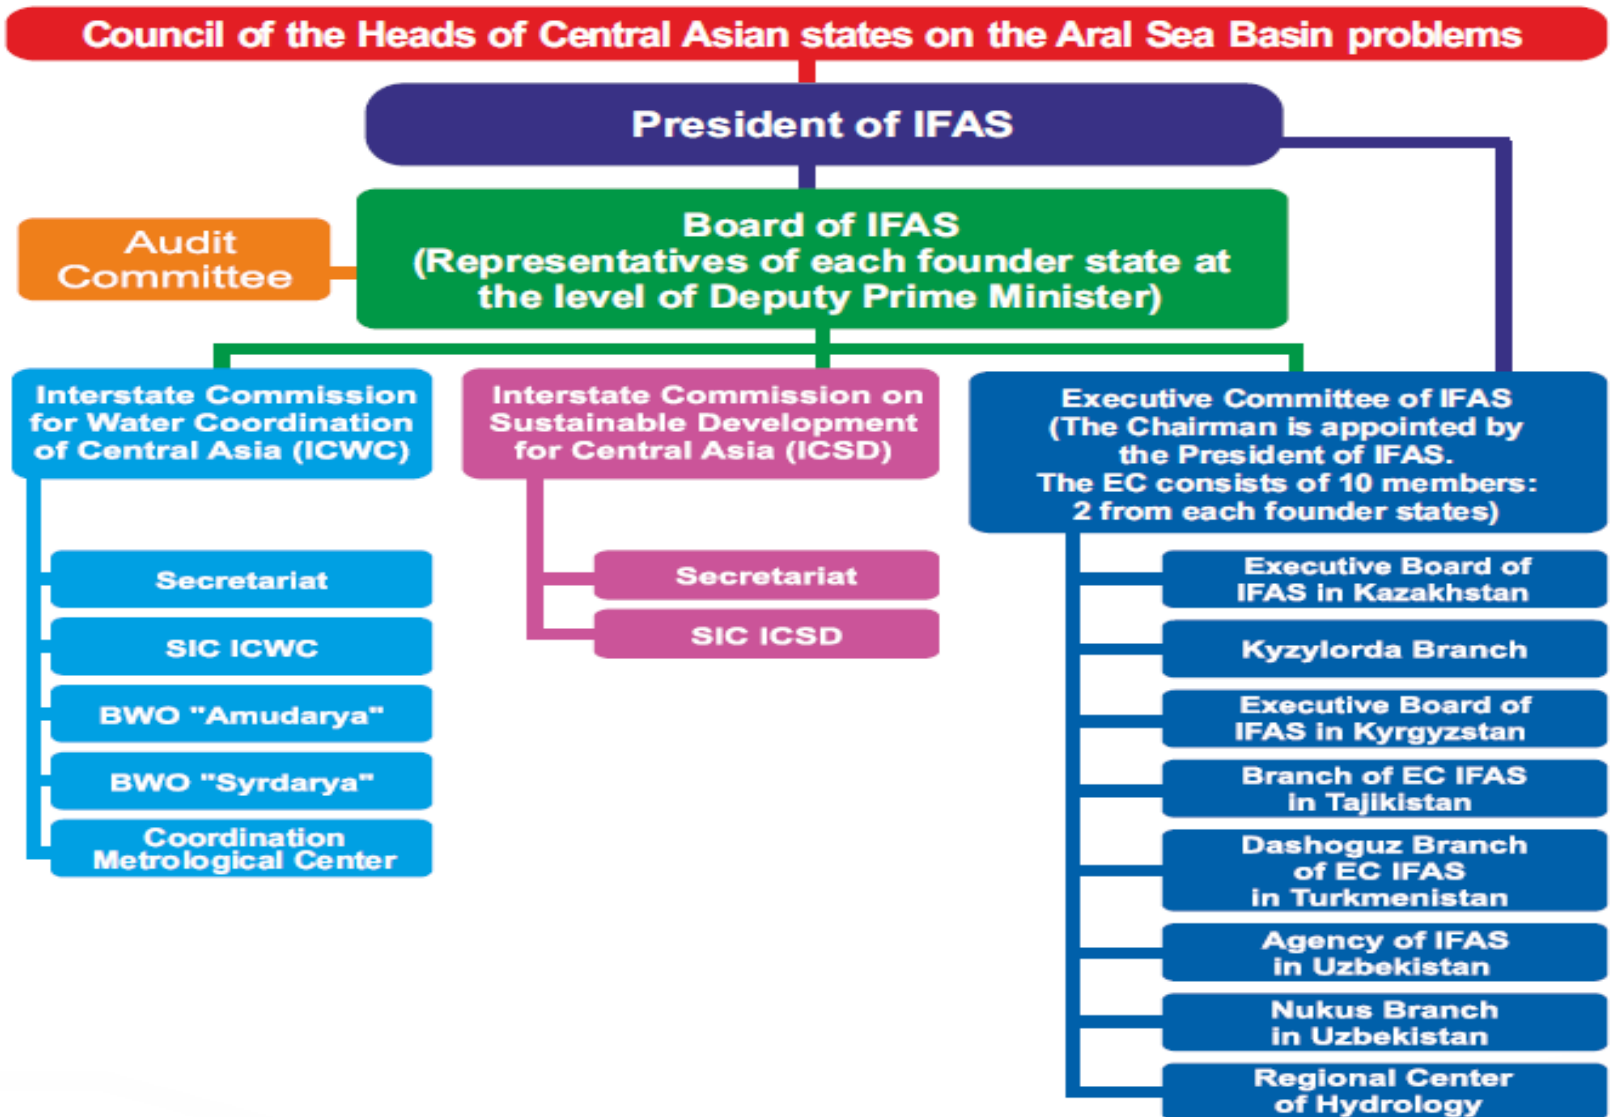 Council of the Heads of Central Asian states on the Aral Sea Basin problems
President of IFAS
Audit
Committee
Board of IFAS
(Representatives of each founder state at
the level of Deputy Prime Minister)
Interstate Commission
for Water Coordination
of Central Asia (ICWC)
Secretariat
SIC ICWC
BWO "Amudarya"
BWO "Syrdarya"
Coordination
Metrological Center
Interstate Commission on
Sustainable Development
for Central Asia (ICSD)
Secretariat
SIC ICSD
Executive Committee of IFAS
(The Chairman is appointed by
the President of IFAS.
The EC consists of 10 members:
2 from each founder states)
Executive Board of
IFAS in Kazakhstan
Kyzylorda Branch
Executive Board of
IFAS in Kyrgyzstan
Branch of EC IFAS
in Tajikistan
Dashoguz Branch
of EC IFAS
in Turkmenistan
Agency of IFAS
in Uzbekistan
Nukus Branch
in Uzbekistan
Regional Center
of Hydrology